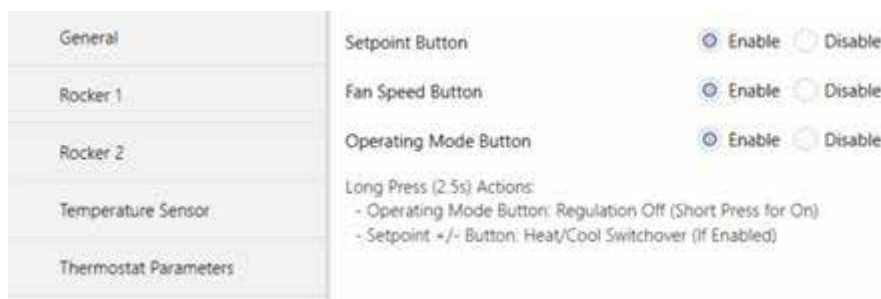 General
Rocker 1
Rocker 2
Temperature Sensor
Thermostat Parameters
Setpoint Button Enable Disable
Fan Speed Button Enable Disable
Operating Mode Button Enable Disable
Long Press (2.5s) Actions:
- Operating Mode Button: Regulation Off (Short Press for On)
- Setpoint +/- Button: Heat/Cool Switchover (If Enabled)